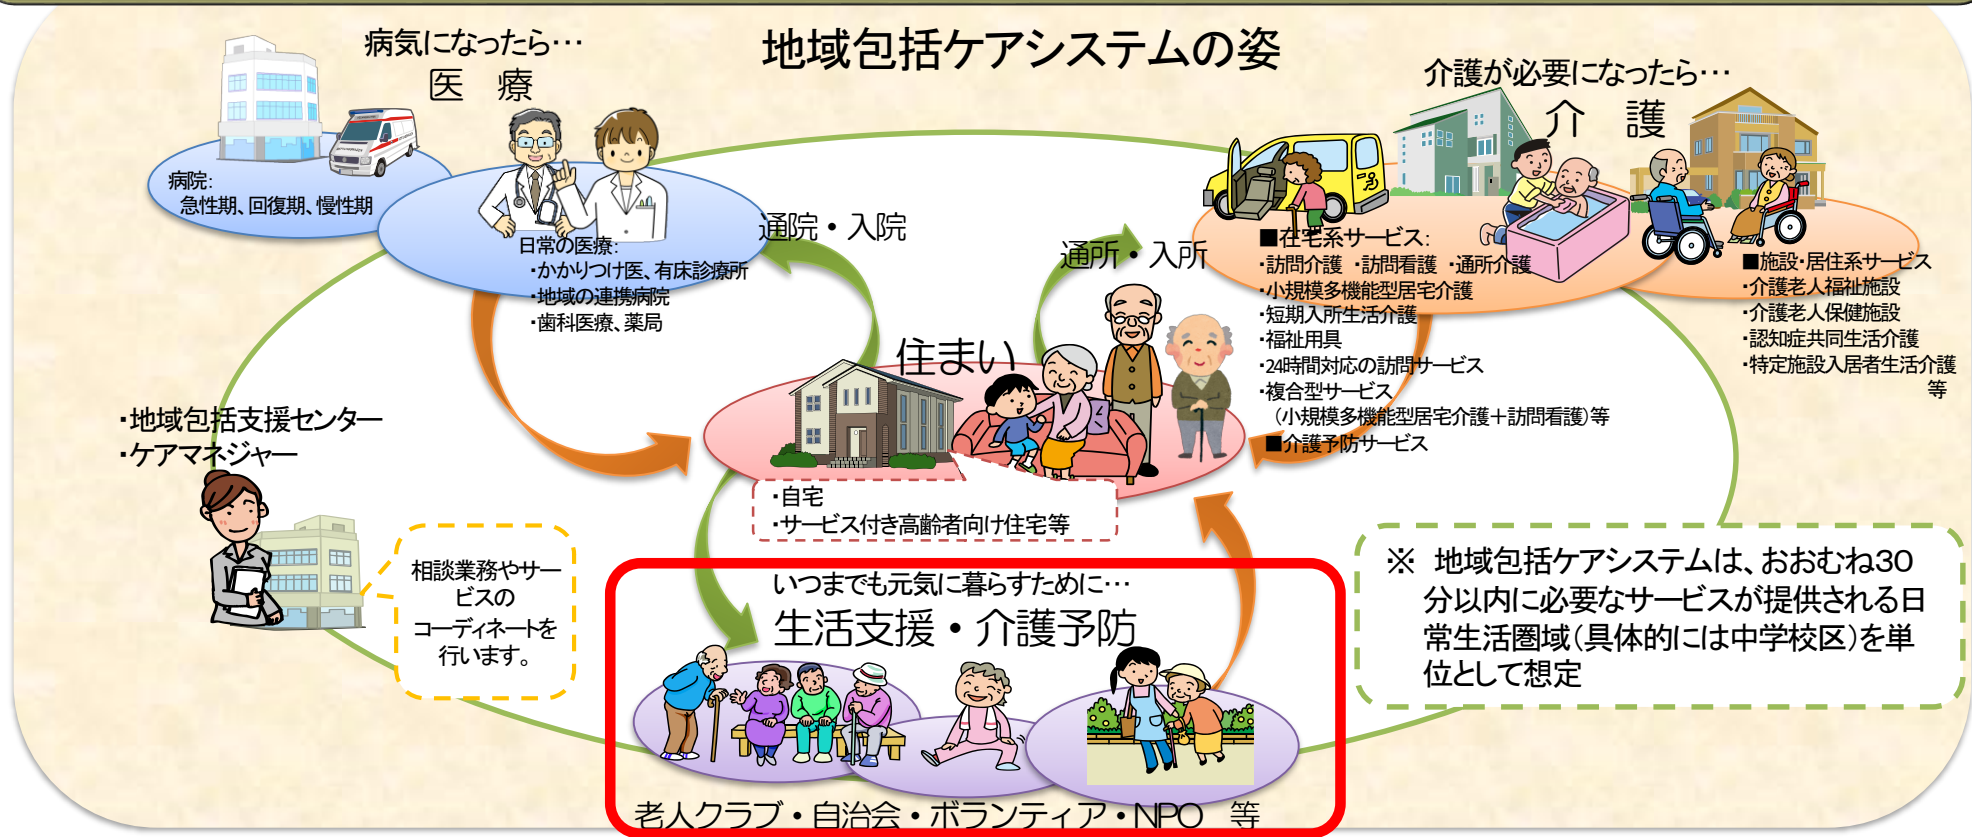 地域包括ケアシステムの姿
病気になったら…
医　療
病院：
急性期、回復期、慢性期
日常の医療：
・かかりつけ医、有床診療所
・地域の連携病院
・歯科医療、薬局
通院・入院
通所・入所
介護が必要になったら…
介　護
■在宅系サービス：
・訪問介護　・訪問看護　・通所介護
・小規模多機能型居宅介護
・短期入所生活介護
・福祉用具
・24時間対応の訪問サービス
・複合型サービス
（小規模多機能型居宅介護＋訪問看護）等
■介護予防サービス
■施設・居住系サービス
・介護老人福祉施設
・介護老人保健施設
・認知症共同生活介護
・特定施設入居者生活介護
等
住まい
・自宅
・サービス付き高齢者向け住宅等
・地域包括支援センター
・ケアマネジャー
相談業務やサー
ビスの
コーディネートを
行います。
いつまでも元気に暮らすために…
生活支援・介護予防
老人クラブ・自治会・ボランティア・NPO　等
※　地域包括ケアシステムは、おおむね30
分以内に必要なサービスが提供される日
常生活圏域（具体的には中学校区）を単
位として想定